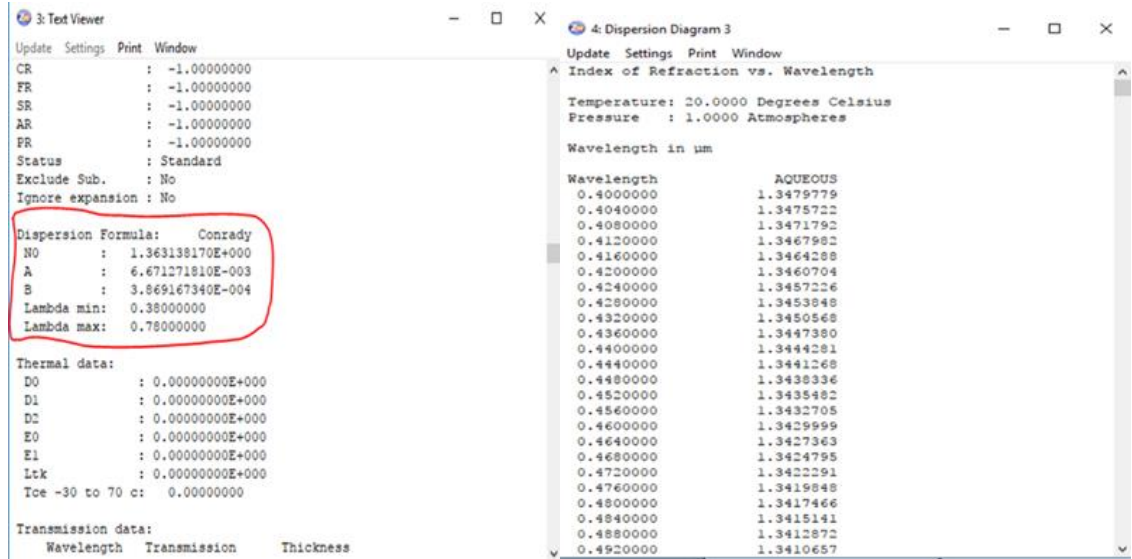 3: Text Viewer
Update Settings Print Window
CR : -1.00000000
FR : -1.00000000
SR : -1.00000000
AR : -1.00000000
PR : -1.00000000
Status : Standard
Exclude Sub. : No
Ignore expansion : No
Dispersion Formula: Conrady
N0 : 1.363138170E+000
A : 6.671271810E-003
B : 3.869167340E-004
Lambda min: 0.38000000
Lambda max: 0.78000000
Thermal data:
D0 : 0.00000000E+000
D1 : 0.00000000E+000
D2 : 0.00000000E+000
E0 : 0.00000000E+000
E1 : 0.00000000E+000
Ltk : 0.00000000E+000
Tce -30 to 70 c: 0.00000000
Transmission data:
Wavelength Transmission Thickness
4: Dispersion Diagram 3
Update Settings Print Window
Index of Refraction vs. Wavelength
Temperature: 20.0000 Degrees Celsius
Pressure : 1.0000 Atmospheres
Wavelength in µm
Wavelength AQUEOUS
0.4000000 1.3479779
0.4040000 1.3475722
0.4080000 1.3471792
0.4120000 1.3467982
0.4160000 1.3464288
0.4200000 1.3460704
0.4240000 1.3457226
0.4280000 1.3453848
0.4320000 1.3450568
0.4360000 1.3447380
0.4400000 1.3444281
0.4440000 1.3441268
0.4480000 1.3438336
0.4520000 1.3435482
0.4560000 1.3432705
0.4600000 1.3429999
0.4640000 1.3427363
0.4680000 1.3424795
0.4720000 1.3422291
0.4760000 1.3419848
0.4800000 1.3417466
0.4840000 1.3415141
0.4880000 1.3412872
0.4920000 1.3410657